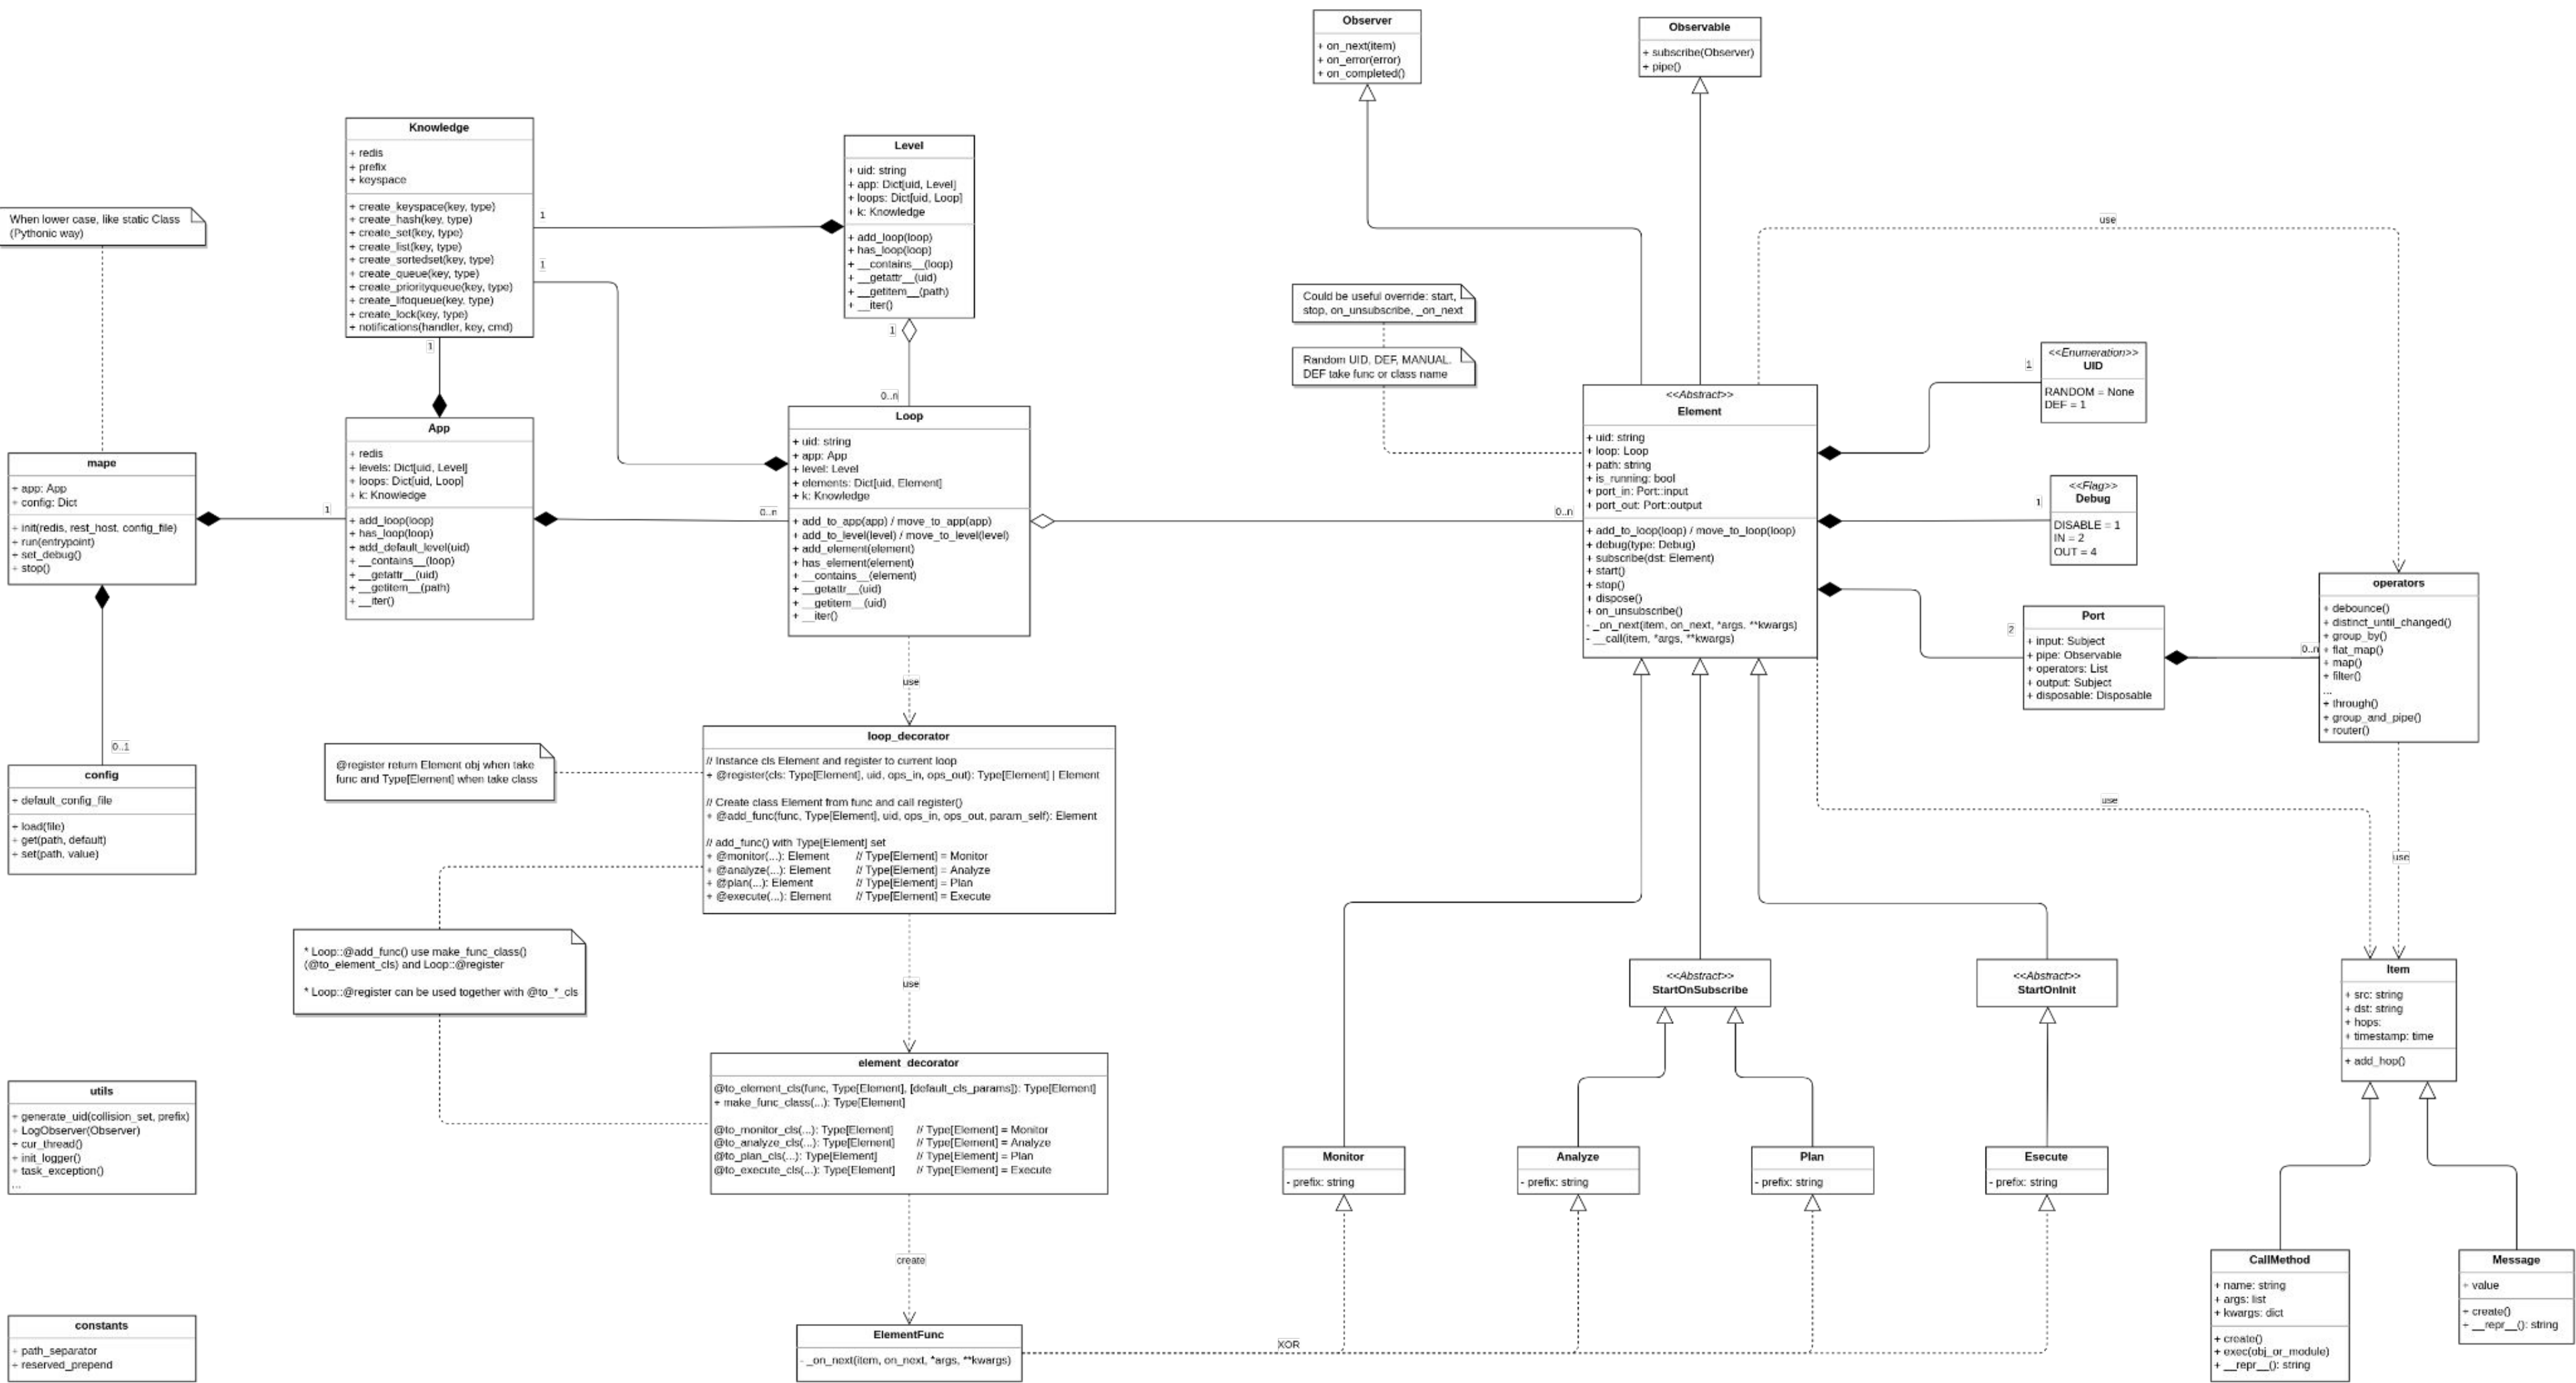 Observer
+ on_next(item)
+ on_error(error)
+ on_completed()
Observable
+ subscribe(Observer)
+ pipe()
Knowledge
+ redis
+ prefix
+ keyspace
+ create_keyspace(key, type)
+ create_hash(key, type)
+ create_set(key, type)
+ create_list(key, type)
+ create_sortedset(key, type)
+ create_queue(key, type)
+ create_priorityqueue(key, type)
+ create_lifoqueue(key, type)
+ create_lock(key, type)
+ notifications(handler, key, cmd)
1
1
1
Level
+ uid: string
+ app: Dict[uid, Level]
+ loops: Dict[uid, Loop]
+ k: Knowledge
+ add_loop(loop)
+ has_loop(loop)
+ __contains__(loop)
+ __getattr__(uid)
+ __getitem__(path)
+ __iter()
1
0..n
When lower case, like static Class
(Pythonic way)
mape
+ app: App
+ config: Dict
+ init(redis, rest_host, config_file)
+ run(entrypoint)
+ set_debug()
+ stop()
1
0..1
App
+ redis
+ levels: Dict[uid, Level]
+ loops: Dict[uid, Loop]
+ k: Knowledge
+ add_loop(loop)
+ has_loop(loop)
+ add_default_level(uid)
+ __contains__(loop)
+ __getattr__(uid)
+ __getitem__(path)
+ __iter()
0..n
Loop
+ uid: string
+ app: App
+ level: Level
+ elements: Dict[uid, Element]
+ k: Knowledge
+ add_to_app(app) / move_to_app(app)
+ add_to_level(level) / move_to_level(level)
+ add_element(element)
+ has_element(element)
+ __contains__(element)
+ __getattr__(uid)
+ __getitem__(uid)
+ __iter()
0..n
use
Could be useful override: start,
stop, on_unsubscribe, _on_next
Random UID, DEF, MANUAL.
DEF take func or class name
<<Abstract>>
Element
+ uid: string
+ loop: Loop
+ path: string
+ is_running: bool
+ port_in: Port::input
+ port_out: Port::output
+ add_to_loop(loop) / move_to_loop(loop)
+ debug(type: Debug)
+ subscribe(dst: Element)
+ start()
+ stop()
+ dispose()
+ on_unsubscribe()
- _on_next(item, on_next, *args, **kwargs)
- __call(item, *args, **kwargs)
use
1
<<Enumeration>>
UID
RANDOM = None
DEF = 1
1
<<Flag>>
Debug
DISABLE = 1
IN = 2
OUT = 4
2
Port
+ input: Subject
+ pipe: Observable
+ operators: List
+ output: Subject
+ disposable: Disposable
0..n
operators
+ debounce()
+ distinct_until_changed()
+ group_by()
+ flat_map()
+ map()
+ filter()
...
+ through()
+ group_and_pipe()
+ router()
use
use
config
+ default_config_file
+ load(file)
+ get(path, default)
+ set(path, value)
@register return Element obj when take
func and Type[Element] when take class
loop_decorator
// Instance cls Element and register to current loop
+ @register(cls: Type[Element], uid, ops_in, ops_out): Type[Element] | Element
// Create class Element from func and call register()
+ @add_func(func, Type[Element], uid, ops_in, ops_out, param_self): Element
// add_func() with Type[Element] set
+ @monitor(...): Element // Type[Element] = Monitor
+ @analyze(...): Element // Type[Element] = Analyze
+ @plan(...): Element // Type[Element] = Plan
+ @execute(...): Element // Type[Element] = Execute
use
* Loop::@add_func() use make_func_class()
(@to_element_cls) and Loop::@register
* Loop::@register can be used together with @to_*_cls
element_decorator
@to_element_cls(func, Type[Element], [default_cls_params]): Type[Element]
+ make_func_class(...): Type[Element]
@to_monitor_cls(...): Type[Element] // Type[Element] = Monitor
@to_analyze_cls(...): Type[Element] // Type[Element] = Analyze
@to_plan_cls(...): Type[Element] // Type[Element] = Plan
@to_execute_cls(...): Type[Element] // Type[Element] = Execute
create
ElementFunc
- _on_next(item, on_next, *args, **kwargs)
XOR
utils
+ generate_uid(collision_set, prefix)
+ LogObserver(Observer)
+ cur_thread()
+ init_logger()
+ task_exception()
...
constants
+ path_separator
+ reserved_prepend
<<Abstract>>
StartOnSubscribe
<<Abstract>>
StartOnInit
Monitor
- prefix: string
Analyze
- prefix: string
Plan
- prefix: string
Esecute
- prefix: string
Item
+ src: string
+ dst: string
+ hops:
+ timestamp: time
+ add_hop()
CallMethod
+ name: string
+ args: list
+ kwargs: dict
+ create()
+ exec(obj_or_module)
+ __repr__(): string
Message
+ value
+ create()
+ __repr__(): string